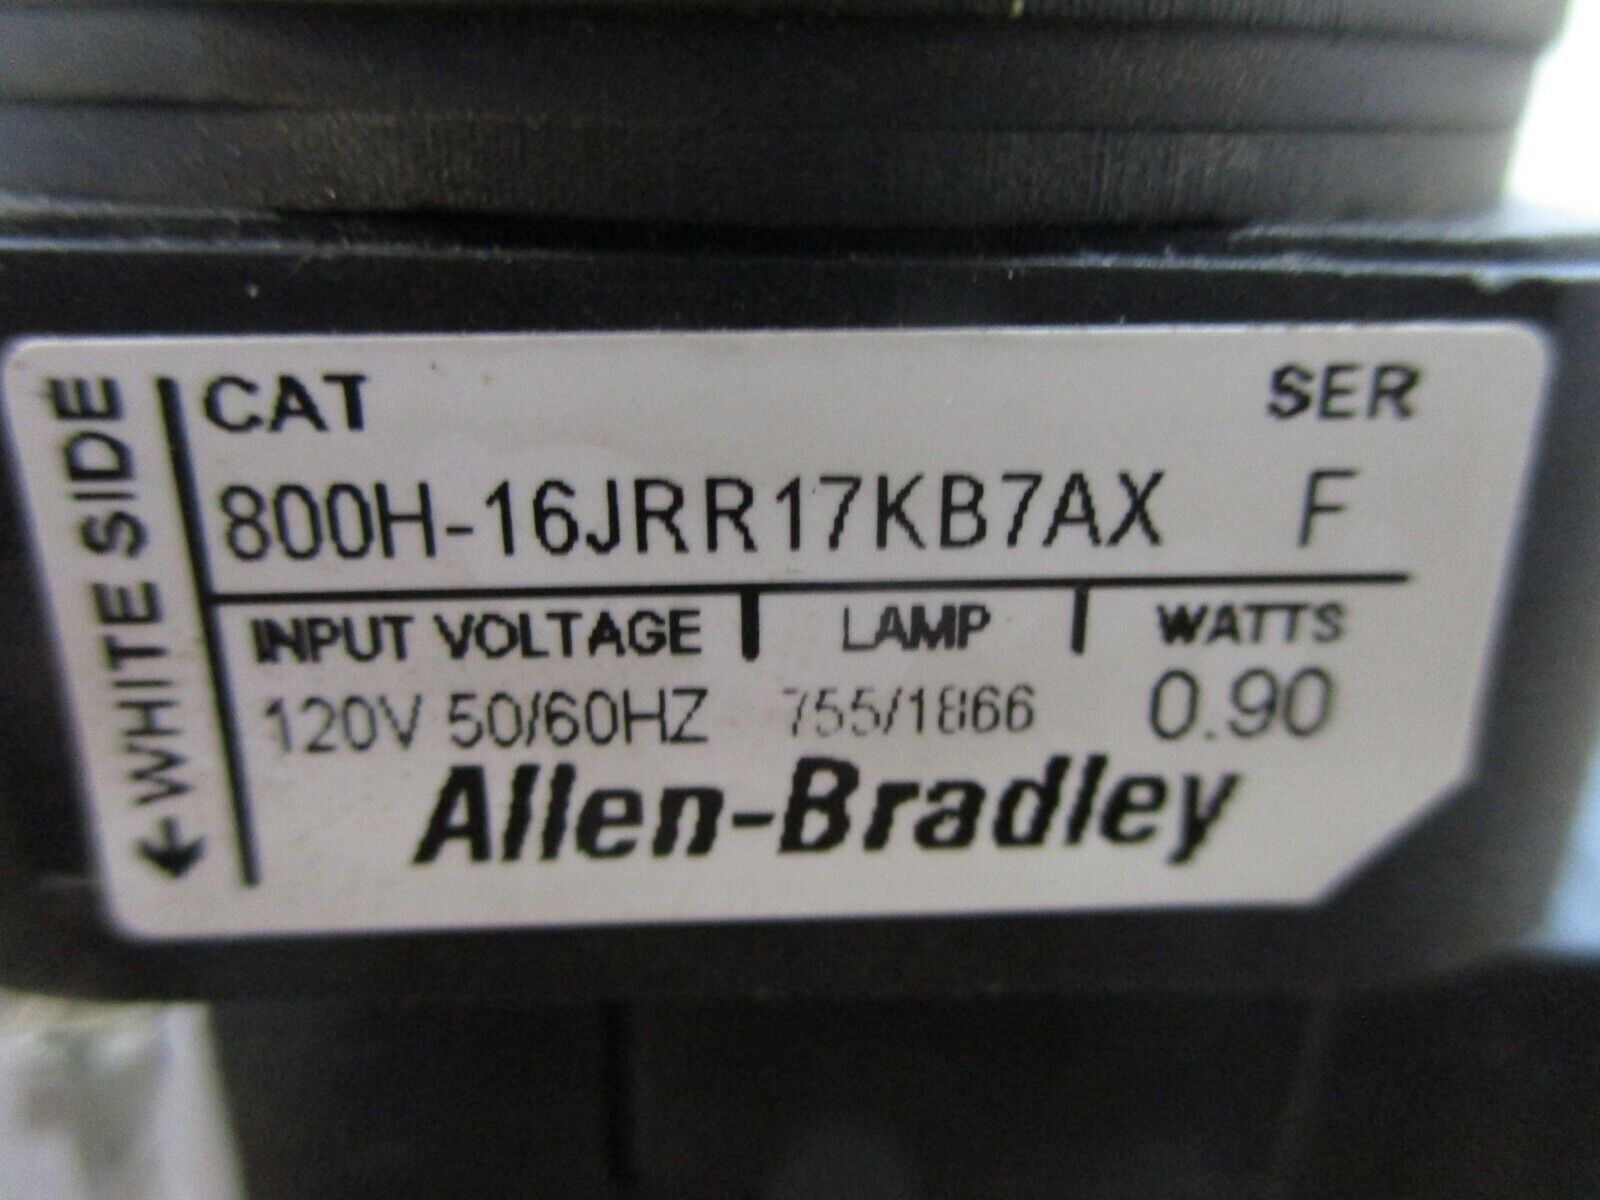 ←WHITE SIDE
CAT SER
800H-16JRR17KB7AX F
INPUT VOLTAGE LAMP WATTS
120V 50/60HZ 755/1866 0.90
Allen-Bradley